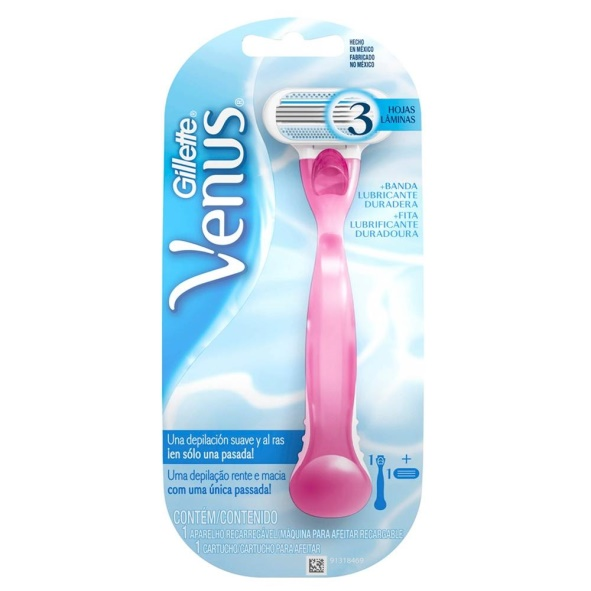 HECHO
EN MÉXICO
FABRICADO
NO MÉXICO
Gillette®
Venus®
3 HOJAS
LÂMINAS
+BANDA
LUBRICANTE
DURADERA
+FITA
LUBRIFICANTE
DURADOURA
Una depilación suave y al ras
¡en sólo una pasada!
Uma depilação rente e macia
com uma única passada!
1 +
1
CONTEM/CONTENIDO
1 APARELHO RECARREGÁVEL MAQUINA PARA AFEITAR RECARGABLE
1 CARTUCHO CARTUCHO PARA AFEITAR